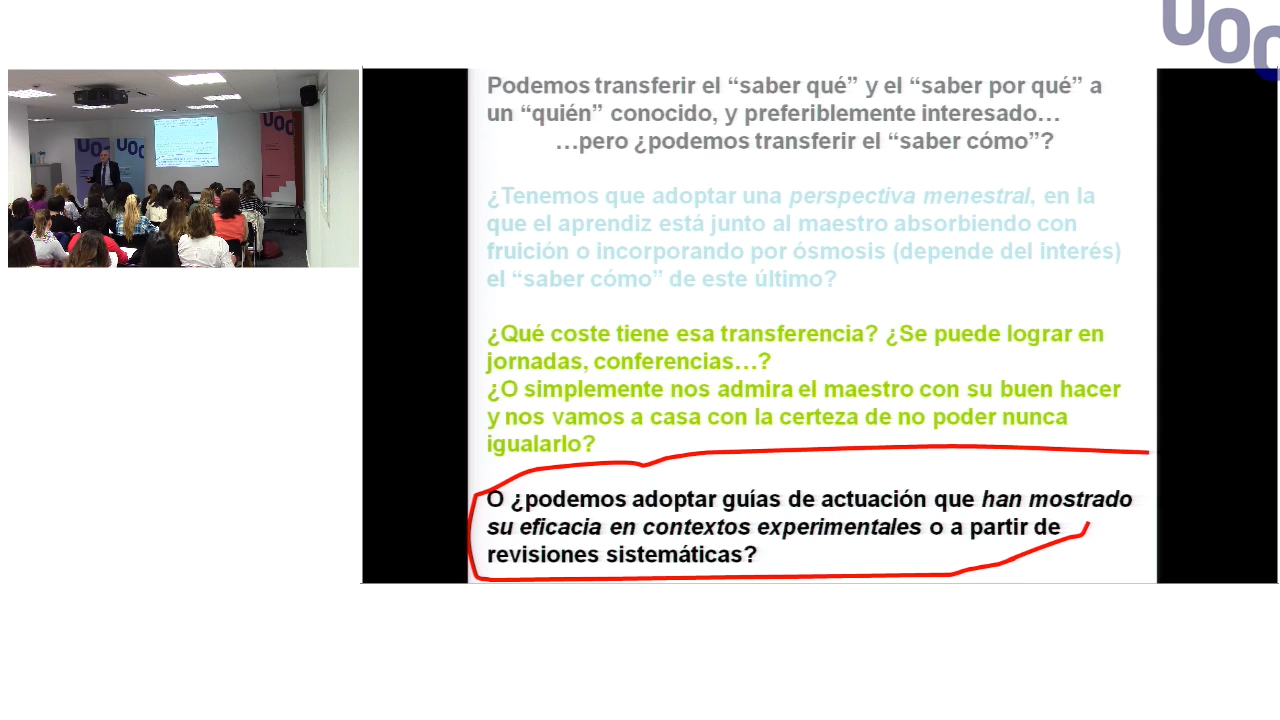 UOC
Podemos transferir el “saber qué” y el “saber por qué” a
un “quién” conocido, y preferiblemente interesado…
…pero ¿podemos transferir el “saber cómo”?
¿Tenemos que adoptar una perspectiva menestral, en la
que el aprendiz está junto al maestro absorbiendo con
fruición o incorporando por ósmosis (depende del interés)
el “saber cómo” de este último?
¿Qué coste tiene esa transferencia? ¿Se puede lograr en
jornadas, conferencias…?
¿O simplemente nos admira el maestro con su buen hacer
y nos vamos a casa con la certeza de no poder nunca
igualarlo?
O ¿podemos adoptar guías de actuación que han mostrado
su eficacia en contextos experimentales o a partir de
revisiones sistemáticas?
UOC
UOC
UOC